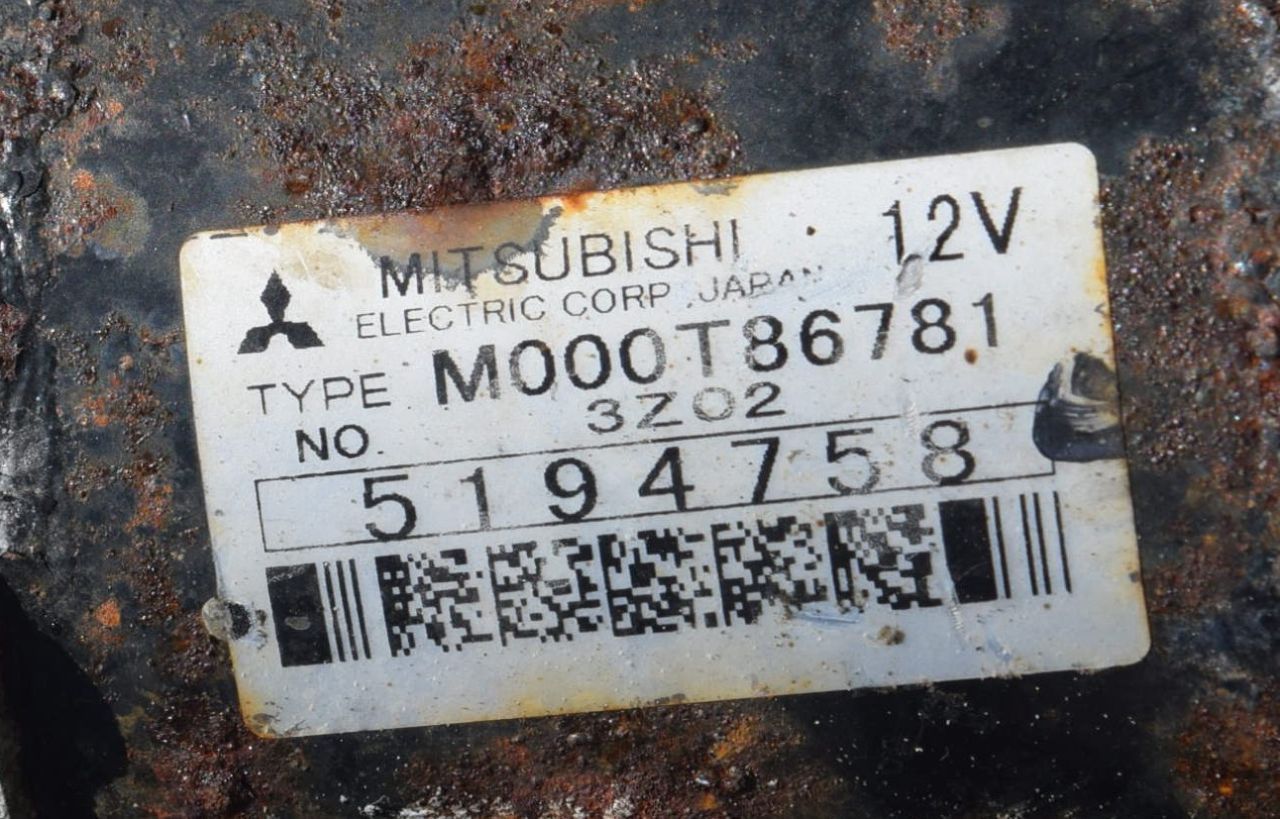 MITSUBISHI 12V
ELECTRIC CORP. JAPAN
TYPE M000T86781
NO. 3Z02
5194758